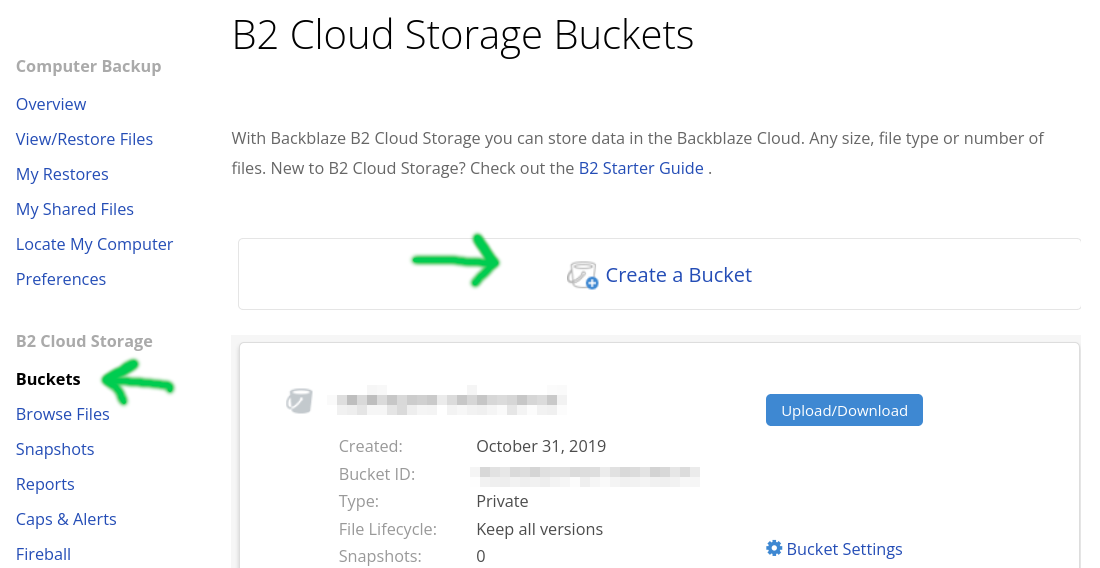 B2 Cloud Storage Buckets
Computer Backup
Overview
View/Restore Files
My Restores
My Shared Files
Locate My Computer
Preferences
B2 Cloud Storage
Buckets
Browse Files
Snapshots
Reports
Caps & Alerts
Fireball
With Backblaze B2 Cloud Storage you can store data in the Backblaze Cloud. Any size, file type or number of
files. New to B2 Cloud Storage? Check out the B2 Starter Guide .
Create a Bucket
Upload/Download
Created: October 31, 2019
Bucket ID:
Type: Private
File Lifecycle: Keep all versions
Snapshots: 0
Bucket Settings